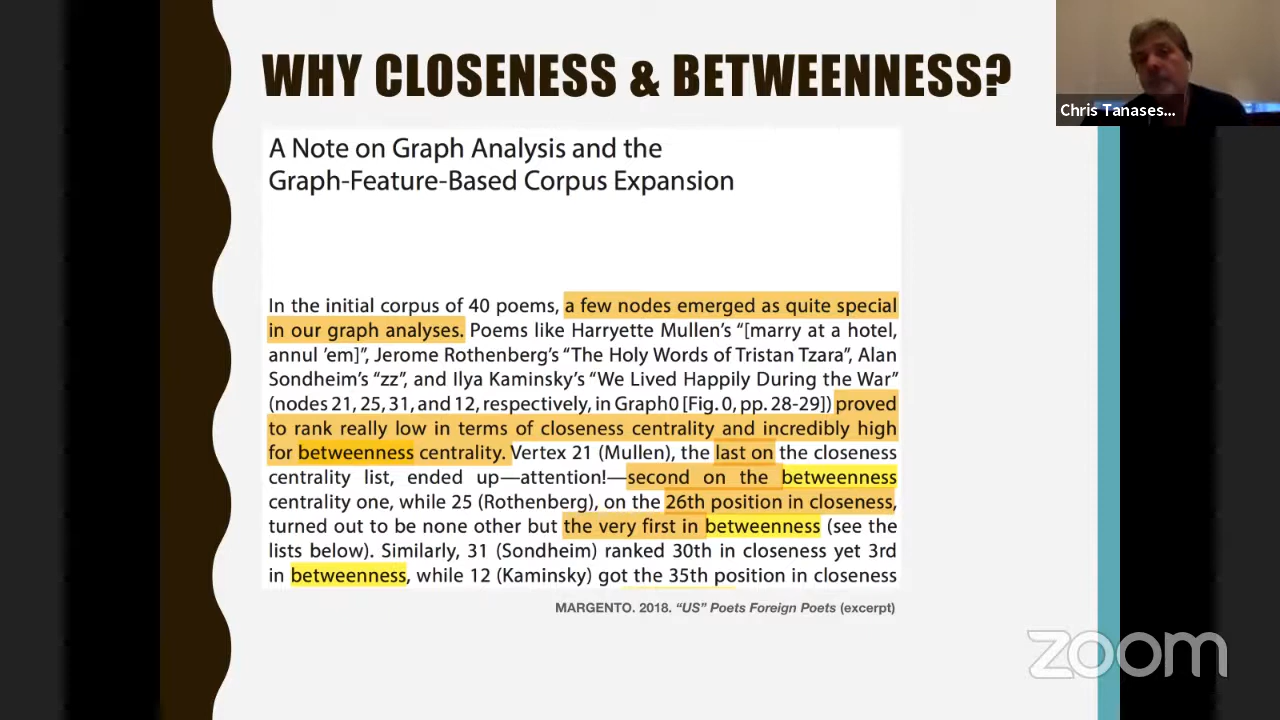 WHY CLOSENESS & BETWEENNESS?
Chris Tanases...
A Note on Graph Analysis and the
Graph-Feature-Based Corpus Expansion
In the initial corpus of 40 poems, a few nodes emerged as quite special
in our graph analyses. Poems like Harryette Mullen’s “[marry at a hotel,
annul ’em]”, Jerome Rothenberg’s “The Holy Words of Tristan Tzara”, Alan
Sondheim’s “zz”, and Ilya Kaminsky’s “We Lived Happily During the War”
(nodes 21, 25, 31, and 12, respectively, in Graph0 [Fig. 0, pp. 28-29]) proved
to rank really low in terms of closeness centrality and incredibly high
for betweenness centrality. Vertex 21 (Mullen), the last on the closeness
centrality list, ended up—attention!—second on the betweenness
centrality one, while 25 (Rothenberg), on the 26th position in closeness,
turned out to be none other but the very first in betweenness (see the
lists below). Similarly, 31 (Sondheim) ranked 30th in closeness yet 3rd
in betweenness, while 12 (Kaminsky) got the 35th position in closeness
MARGENTO. 2018. “US” Poets Foreign Poets (excerpt)
zoom